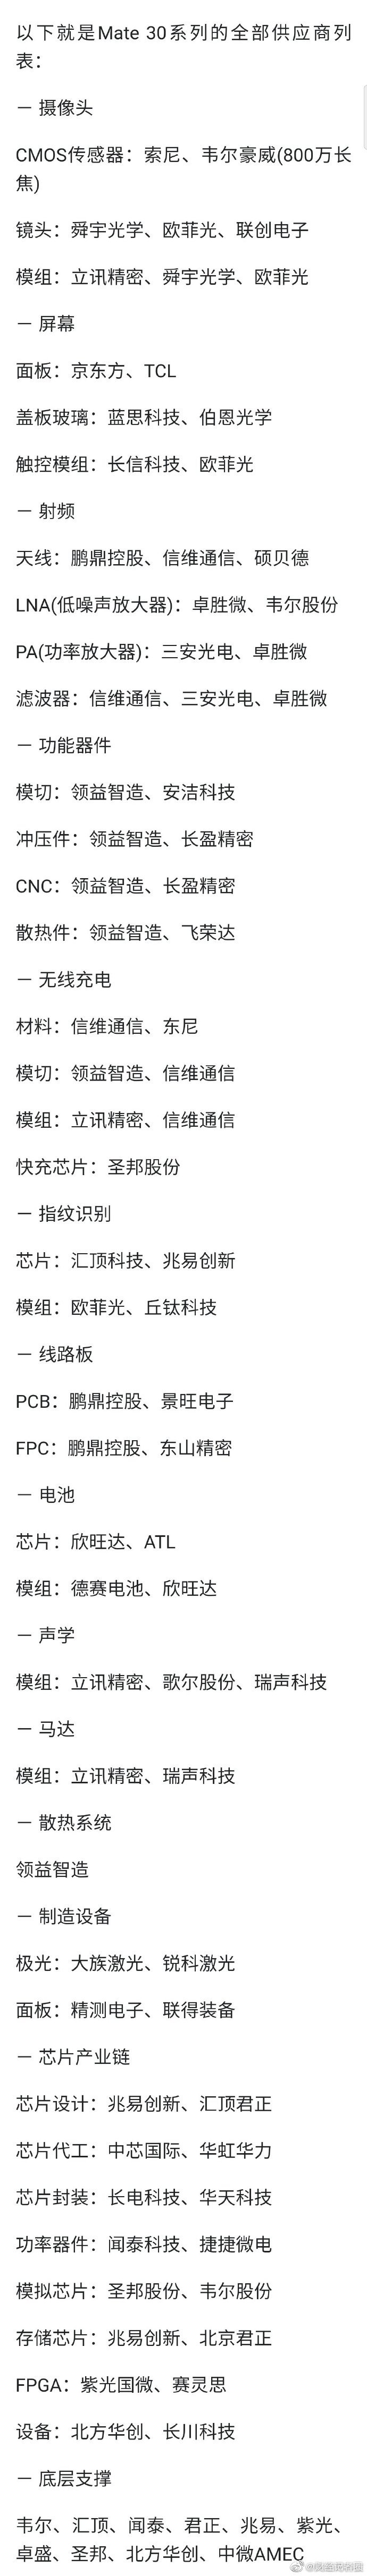 以下就是Mate 30系列的全部供应商列
表：
— 摄像头
CMOS传感器：索尼、韦尔豪威(800万长
焦)
镜头：舜宇光学、欧菲光、联创电子
模组：立讯精密、舜宇光学、欧菲光
— 屏幕
面板：京东方、TCL
盖板玻璃：蓝思科技、伯恩光学
触控模组：长信科技、欧菲光
— 射频
天线：鹏鼎控股、信维通信、硕贝德
LNA(低噪声放大器)：卓胜微、韦尔股份
PA(功率放大器)：三安光电、卓胜微
滤波器：信维通信、三安光电、卓胜微
— 功能器件
模切：领益智造、安洁科技
冲压件：领益智造、长盈精密
CNC：领益智造、长盈精密
散热件：领益智造、飞荣达
— 无线充电
材料：信维通信、东尼
模切：领益智造、信维通信
模组：立讯精密、信维通信
快充芯片：圣邦股份
— 指纹识别
芯片：汇顶科技、兆易创新
模组：欧菲光、丘钛科技
— 线路板
PCB：鹏鼎控股、景旺电子
FPC：鹏鼎控股、东山精密
— 电池
芯片：欣旺达、ATL
模组：德赛电池、欣旺达
— 声学
模组：立讯精密、歌尔股份、瑞声科技
— 马达
模组：立讯精密、瑞声科技
— 散热系统
领益智造
— 制造设备
极光：大族激光、锐科激光
面板：精测电子、联得装备
— 芯片产业链
芯片设计：兆易创新、汇顶君正
芯片代工：中芯国际、华虹华力
芯片封装：长电科技、华天科技
功率器件：闻泰科技、捷捷微电
模拟芯片：圣邦股份、韦尔股份
存储芯片：兆易创新、北京君正
FPGA：紫光国微、赛灵思
设备：北方华创、长川科技
— 底层支撑
韦尔、汇顶、闻泰、君正、兆易、紫光、
卓盛、圣邦、北方华创、中微AMEC